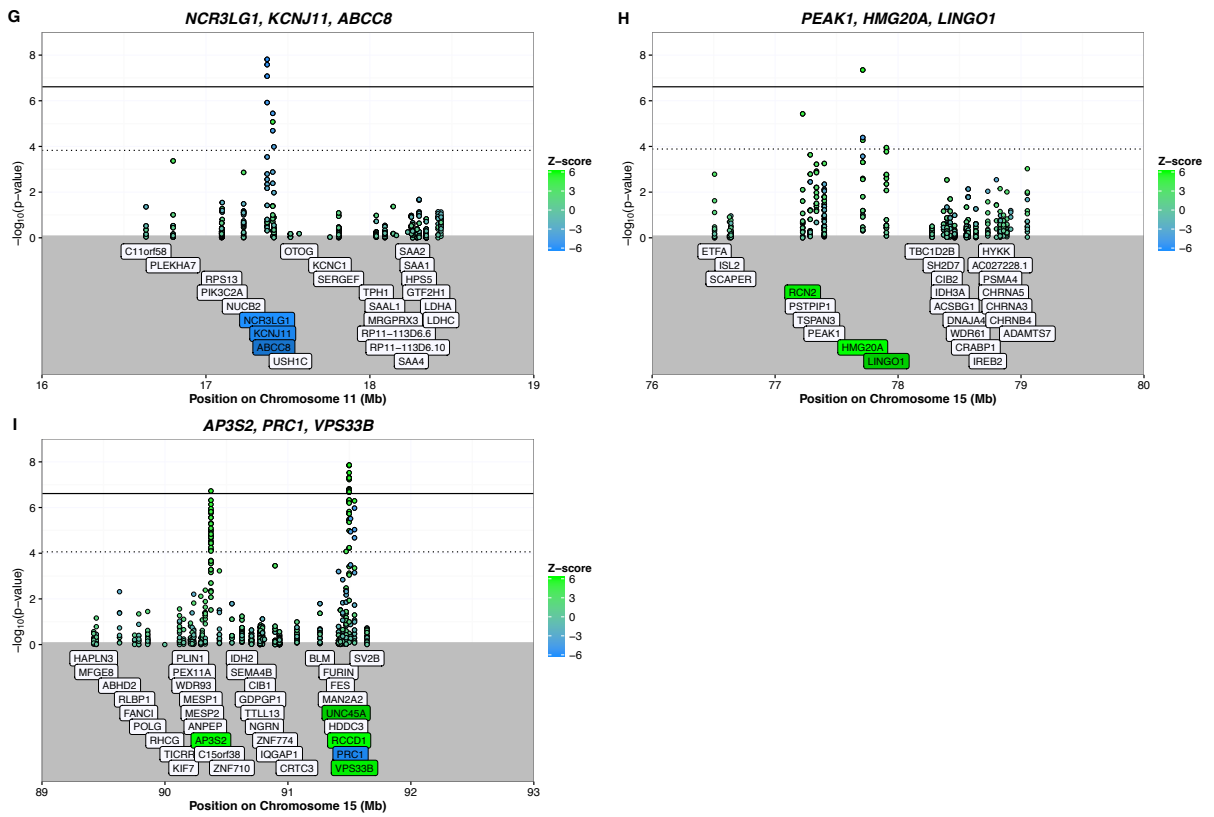 G
NCR3LG1, KCNJ11, ABCC8
8
6
4
2
0
−log10(p−value)
C11orf58
OTOG
SAA2
PLEKHA7
KCNC1
SAA1
RPS13
SERGEF
HPS5
PIK3C2A
TPH1
GTF2H1
NUCB2
SAAL1
LDHA
NCR3LG1
MRGPRX3
LDHC
KCNJ11
RP11−113D6.6
ABCC8
RP11−113D6.10
USH1C
SAA4
16
17
18
19
Position on Chromosome 11 (Mb)
Z−score
6
3
0
−3
−6
H
PEAK1, HMG20A, LINGO1
8
6
4
2
0
−log10(p−value)
ETFA
TBC1D2B
HYKK
ISL2
SH2D7
AC027228.1
SCAPER
CIB2
PSMA4
RCN2
IDH3A
CHRNA5
PSTPIP1
ACSBG1
CHRNA3
TSPAN3
DNAJA4
CHRNB4
PEAK1
WDR61
ADAMTS7
HMG20A
CRABP1
LINGO1
IREB2
76
77
78
79
80
Position on Chromosome 15 (Mb)
Z−score
6
3
0
−3
−6
I
AP3S2, PRC1, VPS33B
8
6
4
2
0
−log10(p−value)
HAPLN3
PLIN1
IDH2
BLM
SV2B
MFGE8
PEX11A
SEMA4B
FURIN
ABHD2
WDR93
CIB1
FES
RLBP1
MESP1
GDPGP1
MAN2A2
FANCI
MESP2
TTLL13
UNC45A
POLG
ANPEP
NGRN
HDDC3
RHCG
AP3S2
ZNF774
RCCD1
TICRR
C15orf38
IQGAP1
PRC1
KIF7
ZNF710
CRTC3
VPS33B
89
90
91
92
93
Position on Chromosome 15 (Mb)
Z−score
6
3
0
−3
−6